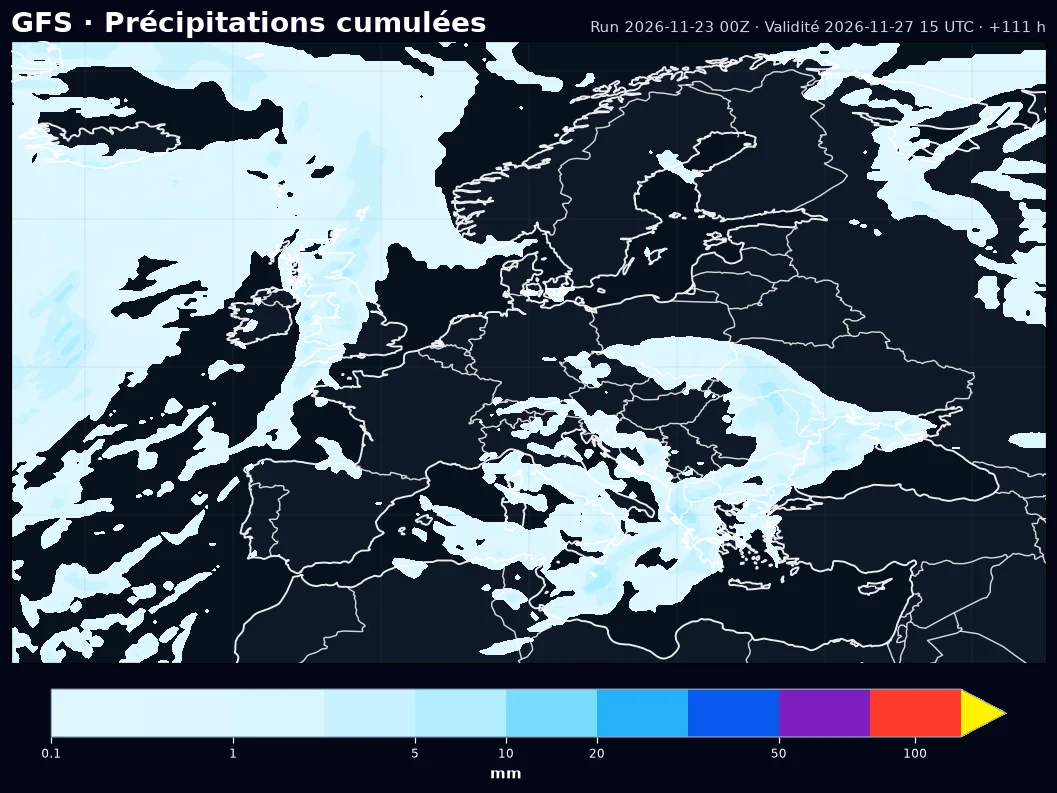 GFS · Précipitations cumulées
Run 2026-11-23 00Z · Validité 2026-11-27 15 UTC · +111 h
0.1 1 5 10 20 50 100
mm